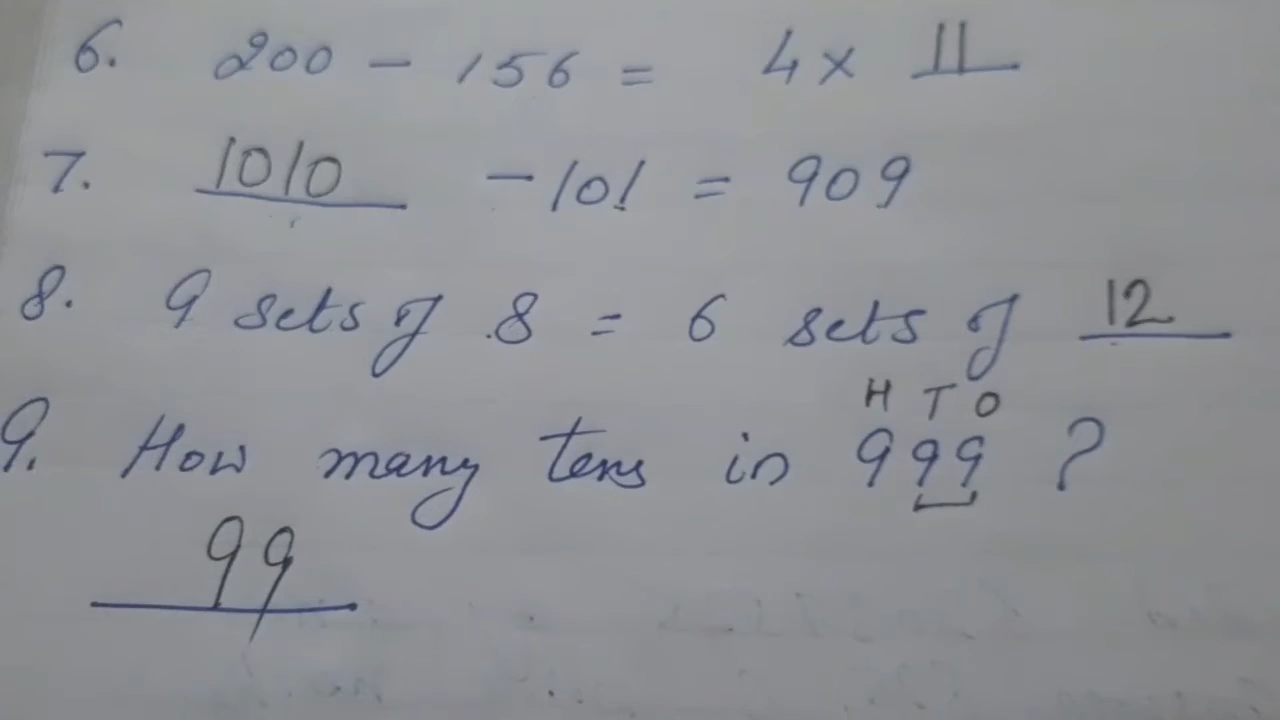 6. 200 - 156 = 4 x 11
7. 1010 - 101 = 909
8. 9 sets of 8 = 6 sets of 12
H T O
9. How many tens in 999 ?
99